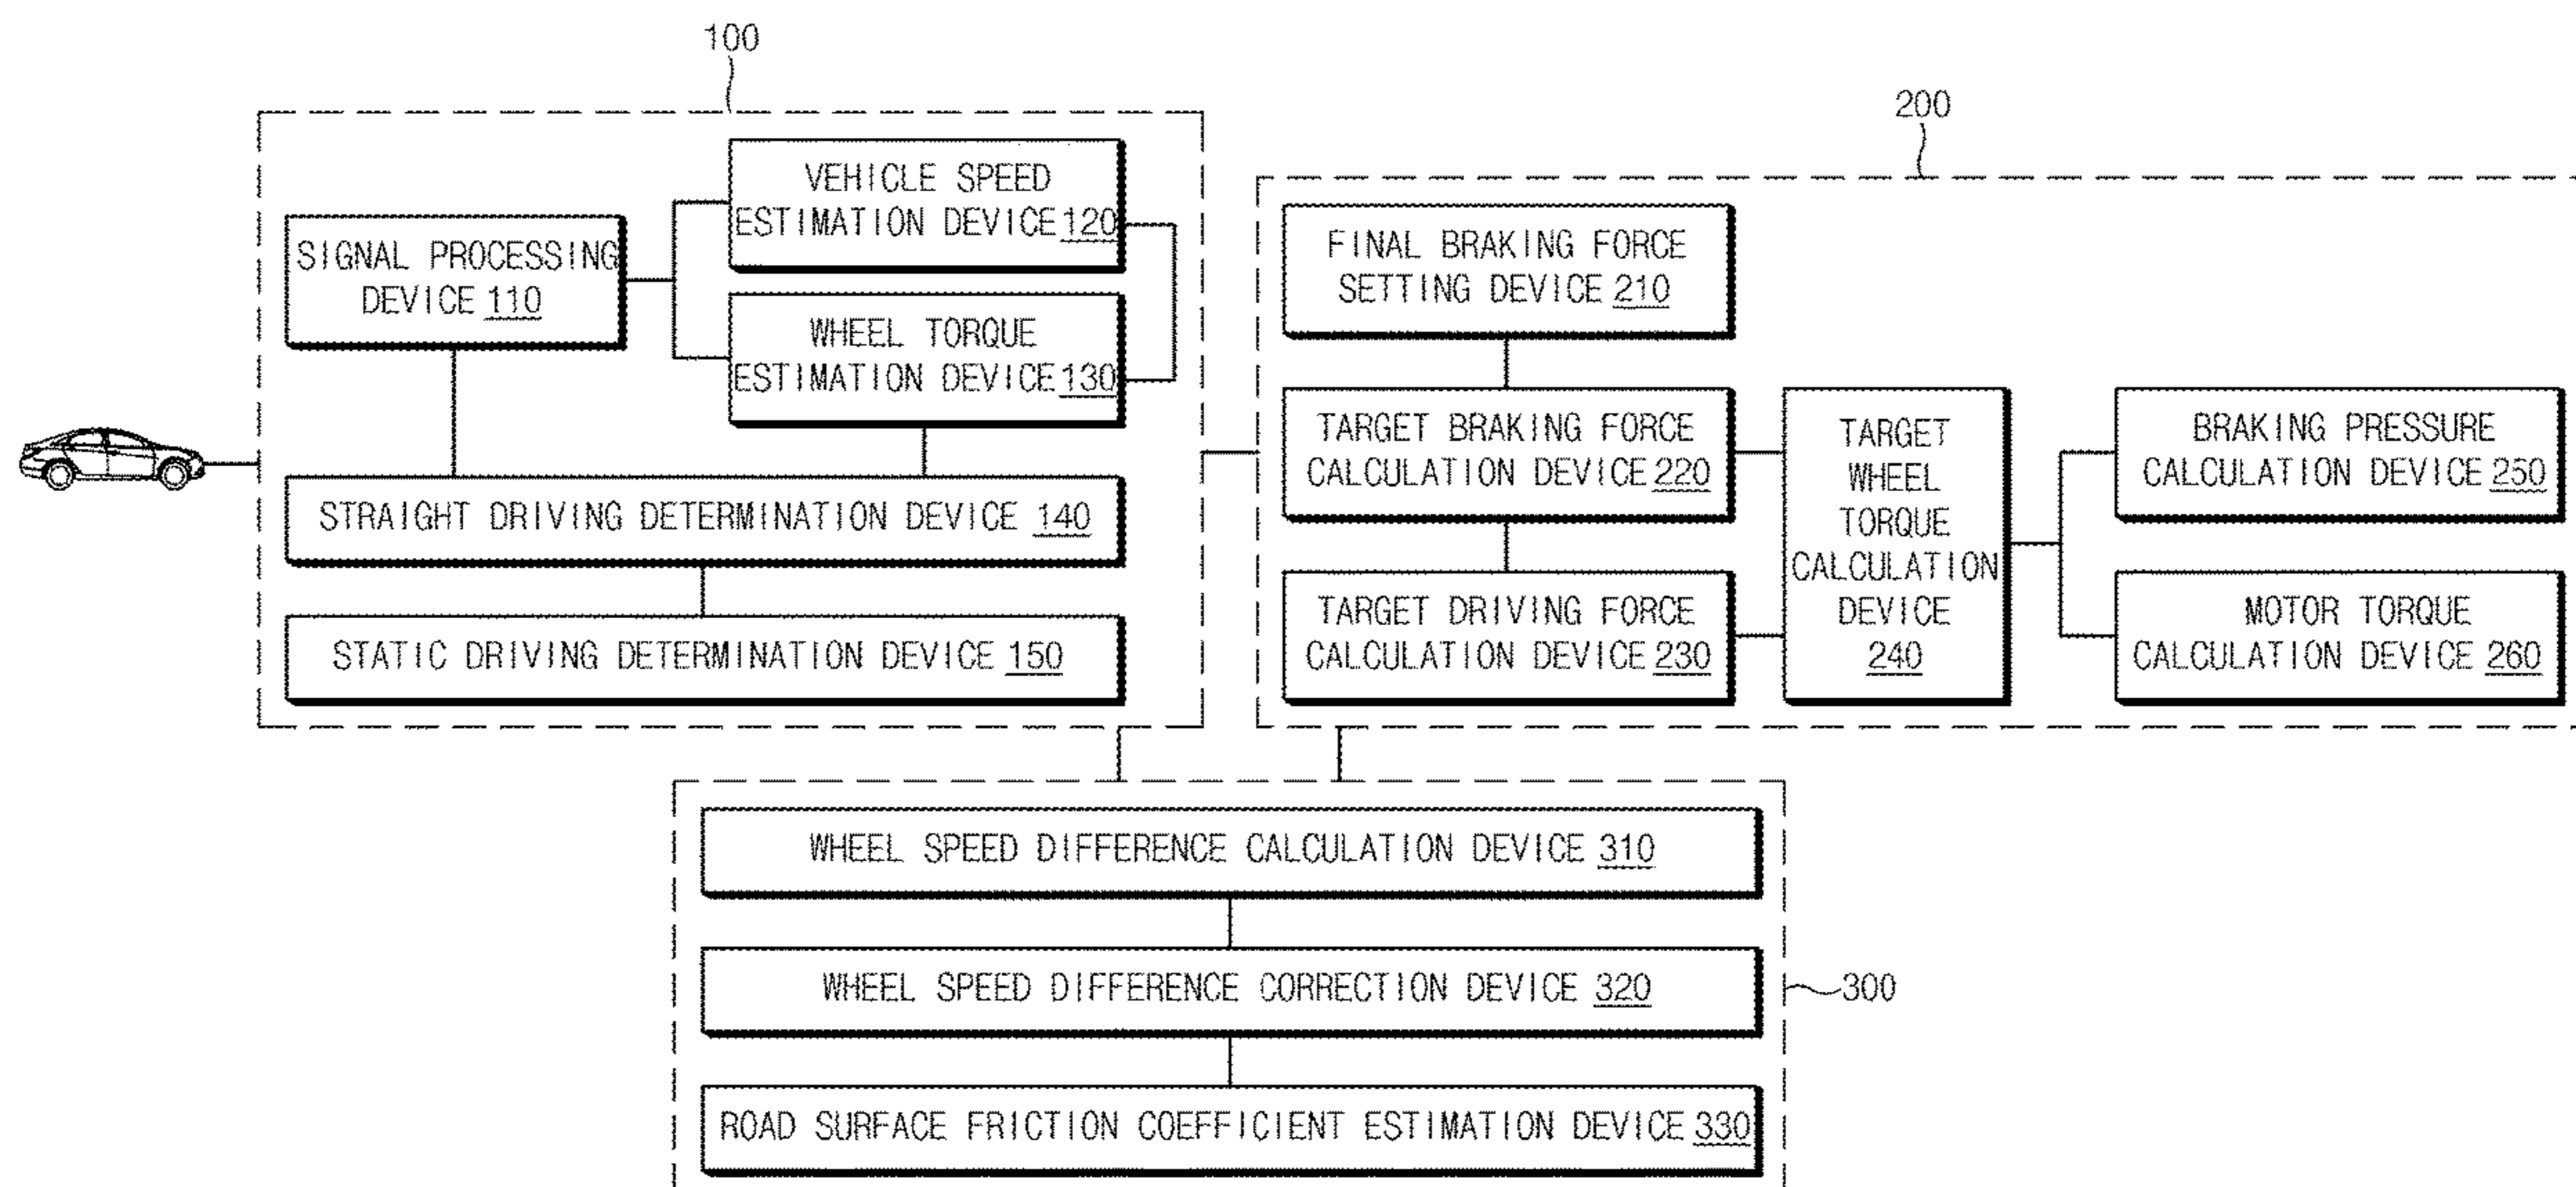 100
VEHICLE SPEED
ESTIMATION DEVICE 120
SIGNAL PROCESSING
DEVICE 110
WHEEL TORQUE
ESTIMATION DEVICE 130
STRAIGHT DRIVING DETERMINATION DEVICE 140
STATIC DRIVING DETERMINATION DEVICE 150
200
FINAL BRAKING FORCE
SETTING DEVICE 210
TARGET BRAKING FORCE
CALCULATION DEVICE 220
TARGET DRIVING FORCE
CALCULATION DEVICE 230
TARGET
WHEEL
TORQUE
CALCULATION
DEVICE
240
BRAKING PRESSURE
CALCULATION DEVICE 250
MOTOR TORQUE
CALCULATION DEVICE 260
WHEEL SPEED DIFFERENCE CALCULATION DEVICE 310
WHEEL SPEED DIFFERENCE CORRECTION DEVICE 320
300
ROAD SURFACE FRICTION COEFFICIENT ESTIMATION DEVICE 330